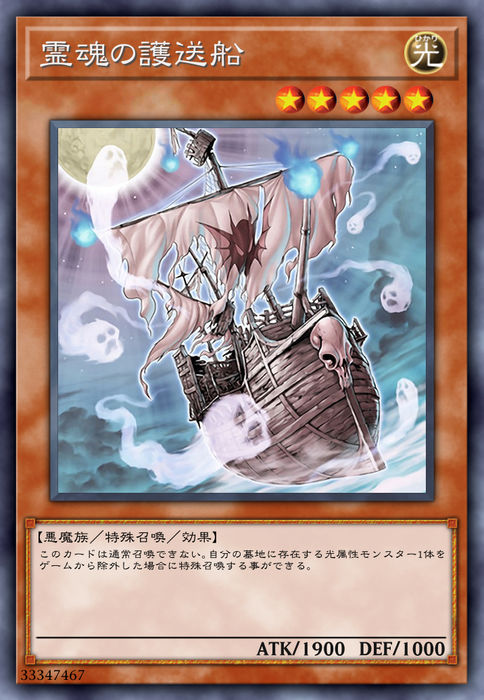 霊魂の護送船
ひかり
光
【悪魔族／特殊召喚／効果】
このカードは通常召喚できない。自分の墓地に存在する光属性モンスター1体を
ゲームから除外した場合に特殊召喚する事ができる。
ATK/1900 DEF/1000
33347467